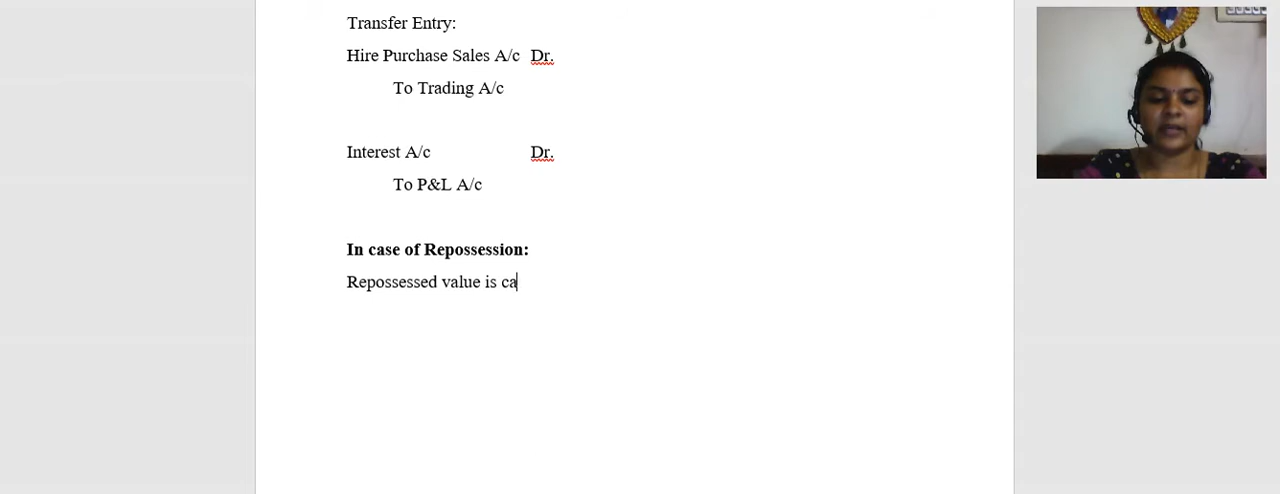 Transfer Entry:
Hire Purchase Sales A/c Dr.
To Trading A/c
Interest A/c Dr.
To P&L A/c
In case of Repossession:
Repossessed value is ca